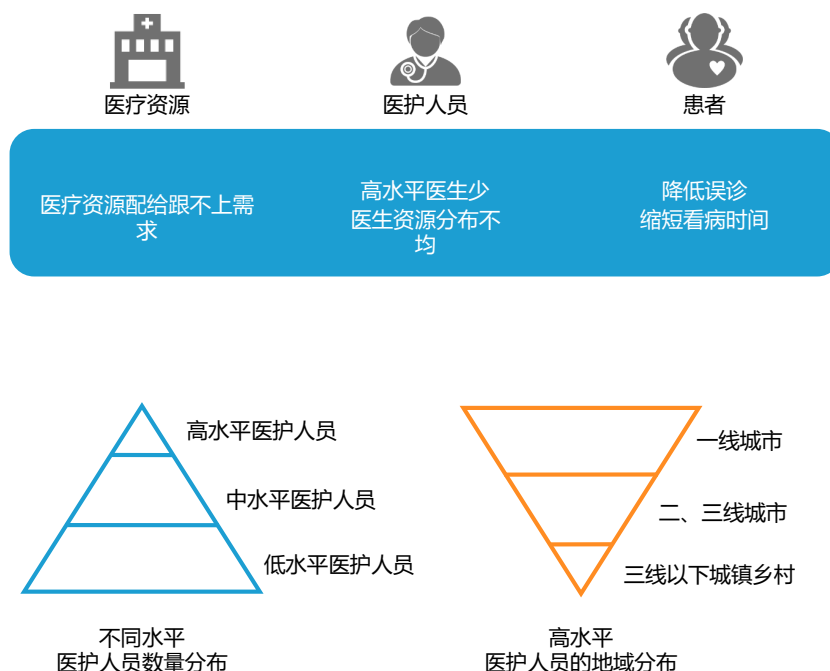 医疗资源
医护人员
患者
医疗资源配给跟不上需
求
高水平医生少
医生资源分布不
均
降低误诊
缩短看病时间
高水平医护人员
中水平医护人员
低水平医护人员
不同水平
医护人员数量分布
一线城市
二、三线城市
三线以下城镇乡村
高水平
医护人员的地域分布